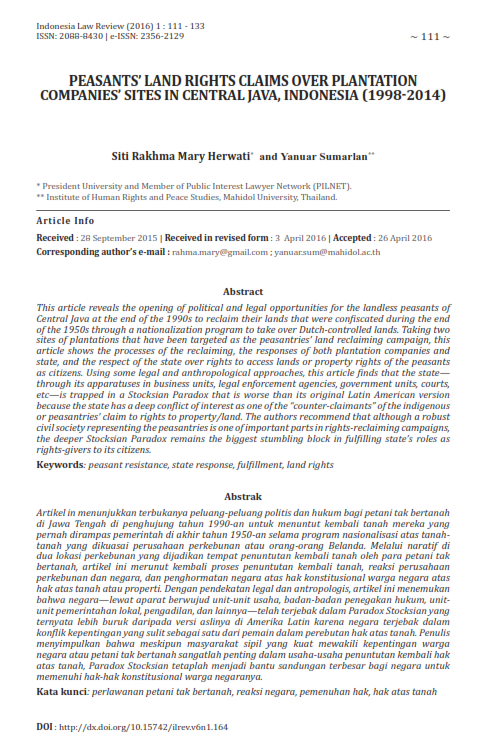 Indonesia Law Review (2016) 1 : 111 - 133
ISSN: 2088-8430 | e-ISSN: 2356-2129
~ 111 ~
PEASANTS' LAND RIGHTS CLAIMS OVER PLANTATION
COMPANIES' SITES IN CENTRAL JAVA, INDONESIA (1998-2014)
Siti Rakhma Mary Herwati* and Yanuar Sumarlan**
* President University and Member of Public Interest Lawyer Network (PILNET).
** Institute of Human Rights and Peace Studies, Mahidol University, Thailand.
Article Info
Received : 28 September 2015 | Received in revised form : 3 April 2016 | Accepted : 26 April 2016
Corresponding author's e-mail : rahma.mary@gmail.com ; yanuar.sum@mahidol.ac.th
Abstract
This article reveals the opening of political and legal opportunities for the landless peasants of
Central Java at the end of the 1990s to reclaim their lands that were confiscated during the end
of the 1950s through a nationalization program to take over Dutch-controlled lands. Taking two
sites of plantations that have been targeted as the peasantries' land reclaiming campaign, this
article shows the processes of the reclaiming, the responses of both plantation companies and
state, and the respect of the state over rights to access lands or property rights of the peasants
as citizens. Using some legal and anthropological approaches, this article finds that the state—
through its apparatuses in business units, legal enforcement agencies, government units, courts,
etc—is trapped in a Stocksian Paradox that is worse than its original Latin American version
because the state has a deep conflict of interest as one of the "counter-claimants" of the indigenous
or peasantries' claim to rights to property/land. The authors recommend that although a robust
civil society representing the peasantries is one of important parts in rights-reclaiming campaigns,
the deeper Stocksian Paradox remains the biggest stumbling block in fulfilling state's roles as
rights-givers to its citizens.
Keywords: peasant resistance, state response, fulfillment, land rights
Abstrak
Artikel in menunjukkan terbukanya peluang-peluang politis dan hukum bagi petani tak bertanah
di Jawa Tengah di penghujung tahun 1990-an untuk menuntut kembali tanah mereka yang
pernah dirampas pemerintah di akhir tahun 1950-an selama program nasionalisasi atas tanah-
tanah yang dikuasai perusahaan perkebunan atau orang-orang Belanda. Melalui naratif di
dua lokasi perkebunan yang dijadikan tempat penuntutan kembali tanah oleh para petani tak
bertanah, artikel ini merunut kembali proses penuntutan kembali tanah, reaksi perusahaan
perkebunan dan negara, dan penghormatan negara atas hak konstitusional warga negara atas
hak atas tanah atau properti. Dengan pendekatan legal dan antropologis, artikel ini menemukan
bahwa negara—lewat aparat berwujud unit-unit usaha, badan-badan penegakan hukum, unit-
unit pemerintahan lokal, pengadilan, dan lainnya—telah terjebak dalam Paradox Stocksian yang
ternyata lebih buruk daripada versi aslinya di Amerika Latin karena negara terjebak dalam
konflik kepentingan yang sulit sebagai satu dari pemain dalam perebutan hak atas tanah. Penulis
menyimpulkan bahwa meskipun masyarakat sipil yang kuat mewakili kepentingan warga
negara atau petani tak bertanah sangatlah penting dalam usaha-usaha penuntutan kembali hak
atas tanah, Paradox Stocksian tetaplah menjadi bantu sandungan terbesar bagi negara untuk
memenuhi hak-hak konstitusional warga negaranya.
Kata kunci: perlawanan petani tak bertanah, reaksi negara, pemenuhan hak, hak atas tanah
DOI : http://dx.doi.org/10.15742/ilrev.v6n1.164